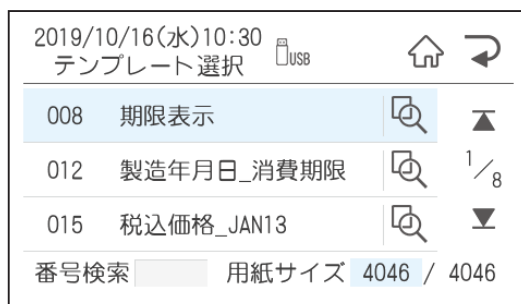 2019/10/16(水)10:30 USB
テンプレート選択
008 期限表示
012 製造年月日_消費期限 1/8
015 税込価格_JAN13
番号検索 用紙サイズ 4046 / 4046